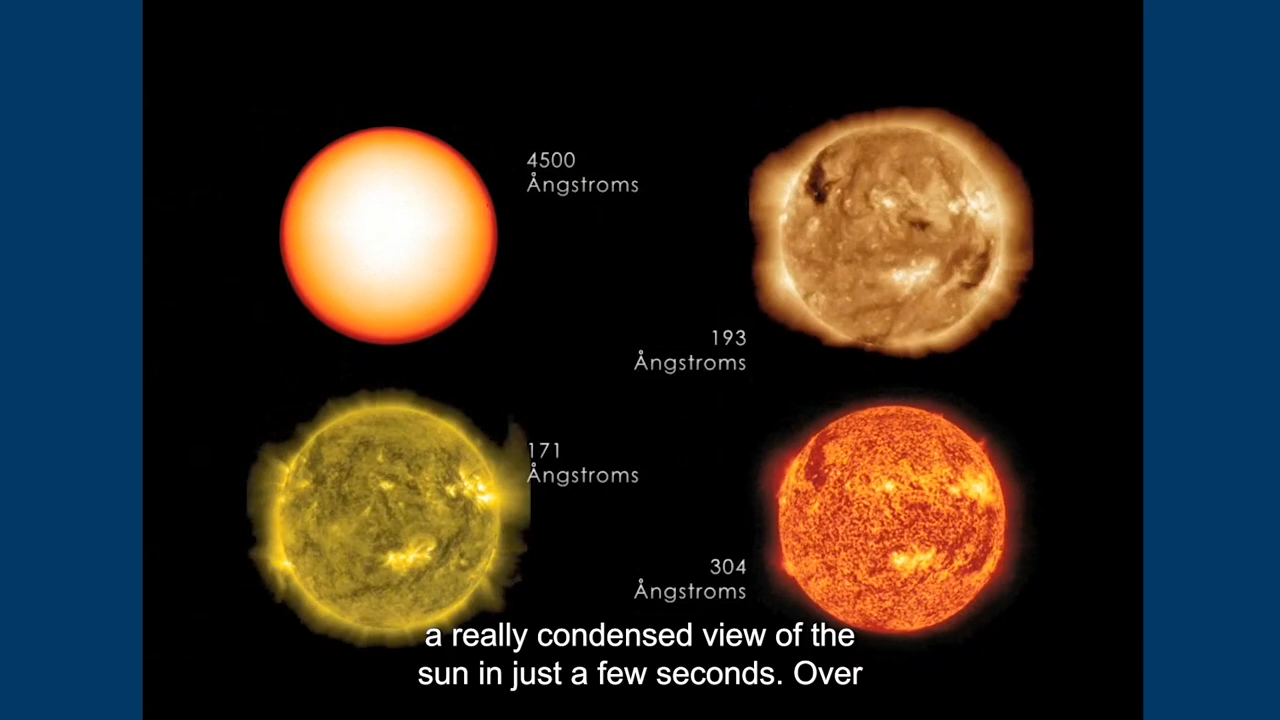 4500
Ångstroms
193
Ångstroms
171
Ångstroms
304
Ångstroms
a really condensed view of the
sun in just a few seconds. Over